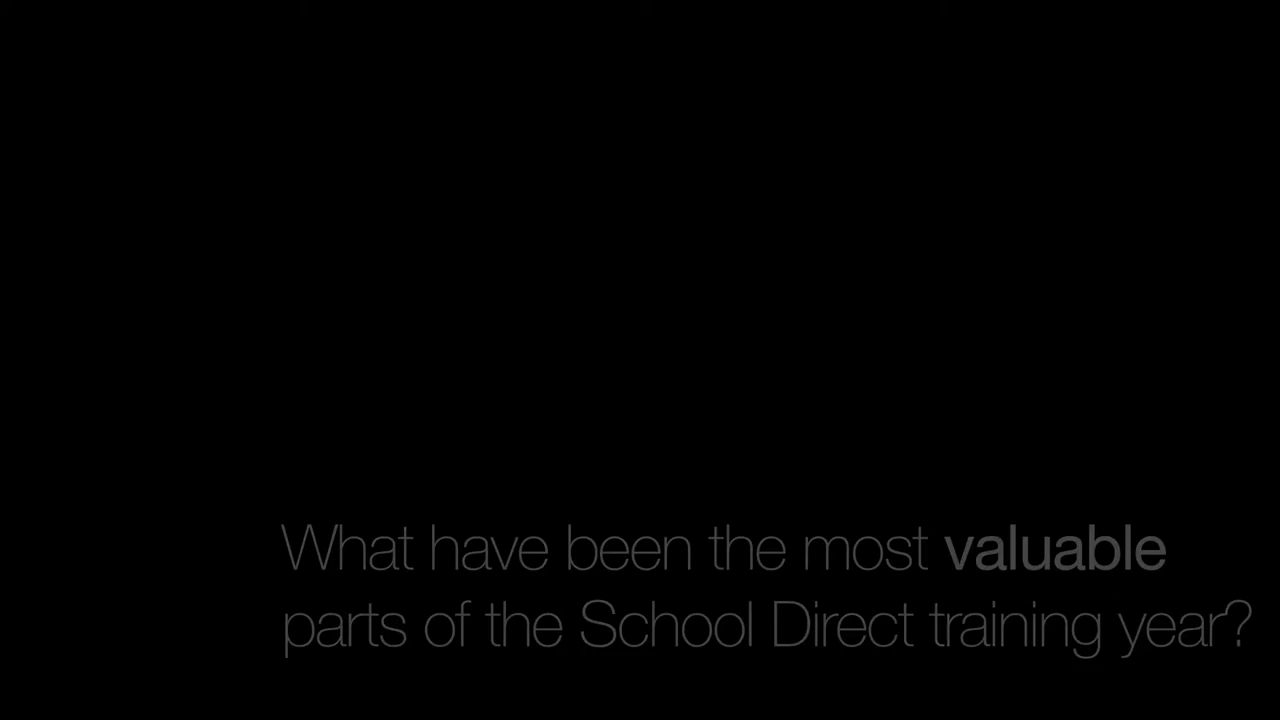 What have been the most valuable
parts of the School Direct training year?